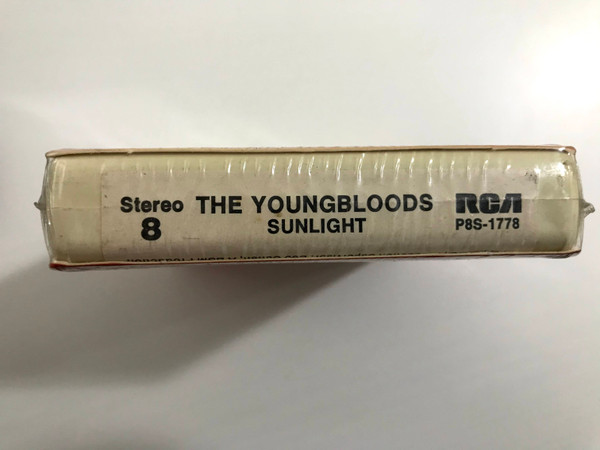 Stereo 8 THE YOUNGBLOODS RCA
SUNLIGHT P8S-1778